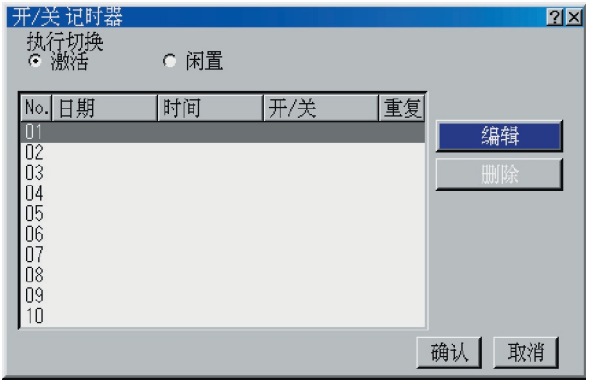 开/关 记时器 ? ×
执行切换
激活 闲置
No. 日期 时间 开/关 重复
01
02
03
04
05
06
07
08
09
10
编辑
删除
确认 取消